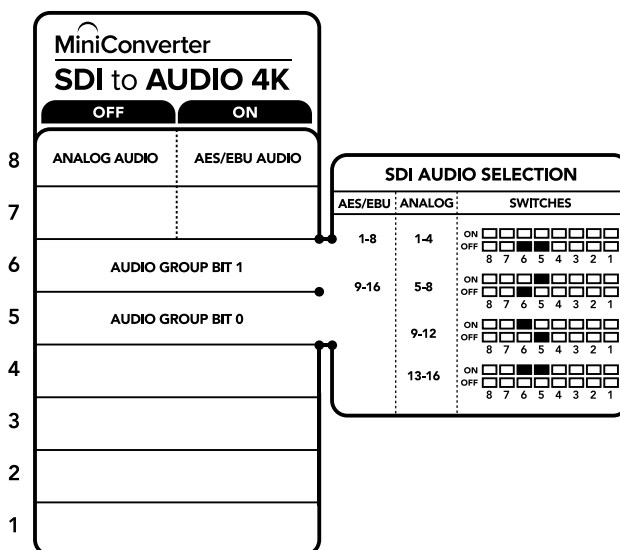 MiniConverter
SDI to AUDIO 4K
OFF ON
8 ANALOG AUDIO AES/EBU AUDIO
7
6 AUDIO GROUP BIT 1
5 AUDIO GROUP BIT 0
4
3
2
1
SDI AUDIO SELECTION
AES/EBU ANALOG SWITCHES
1-8 1-4 ON
OFF
8 7 6 5 4 3 2 1
9-16 5-8 ON
OFF
8 7 6 5 4 3 2 1
9-12 ON
OFF
8 7 6 5 4 3 2 1
13-16 ON
OFF
8 7 6 5 4 3 2 1